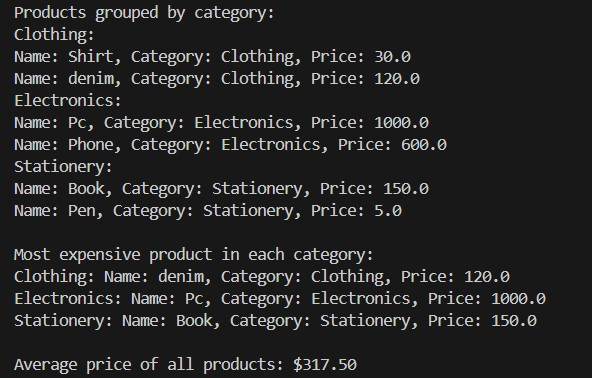 Products grouped by category:
Clothing:
Name: Shirt, Category: Clothing, Price: 30.0
Name: denim, Category: Clothing, Price: 120.0
Electronics:
Name: Pc, Category: Electronics, Price: 1000.0
Name: Phone, Category: Electronics, Price: 600.0
Stationery:
Name: Book, Category: Stationery, Price: 150.0
Name: Pen, Category: Stationery, Price: 5.0

Most expensive product in each category:
Clothing: Name: denim, Category: Clothing, Price: 120.0
Electronics: Name: Pc, Category: Electronics, Price: 1000.0
Stationery: Name: Book, Category: Stationery, Price: 150.0

Average price of all products: $317.50